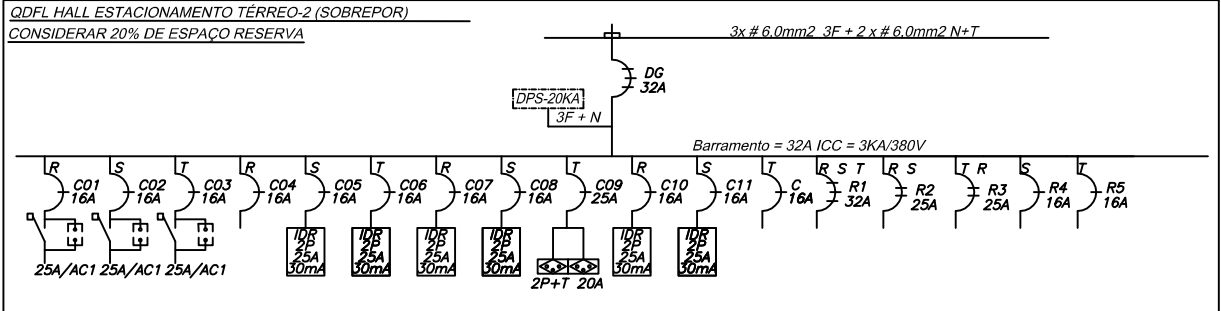 QDFL HALL ESTACIONAMENTO TÉRREO-2 (SOBREPOR)
CONSIDERAR 20% DE ESPAÇO RESERVA
3x # 6,0mm2 3F + 2 x # 6,0mm2 N+T
DG
32A
DPS-20KA
3F + N
Barramento = 32A ICC = 3KA/380V
R S T R S T R S T R S T R S T R S T R S T
C01 C02 C03 C04 C05 C06 C07 C08 C09 C10 C11 C R1 R2 R3 R4 R5
16A 16A 16A 16A 16A 16A 16A 16A 25A 16A 16A 16A 32A 25A 25A 16A 16A
IDR IDR IDR IDR IDR IDR
2P 2P 2P 2P 2P 2P
25A 25A 25A 25A 25A 25A
30mA 30mA 30mA 30mA 30mA 30mA
25A/AC1 25A/AC1 25A/AC1
2P+T 20A